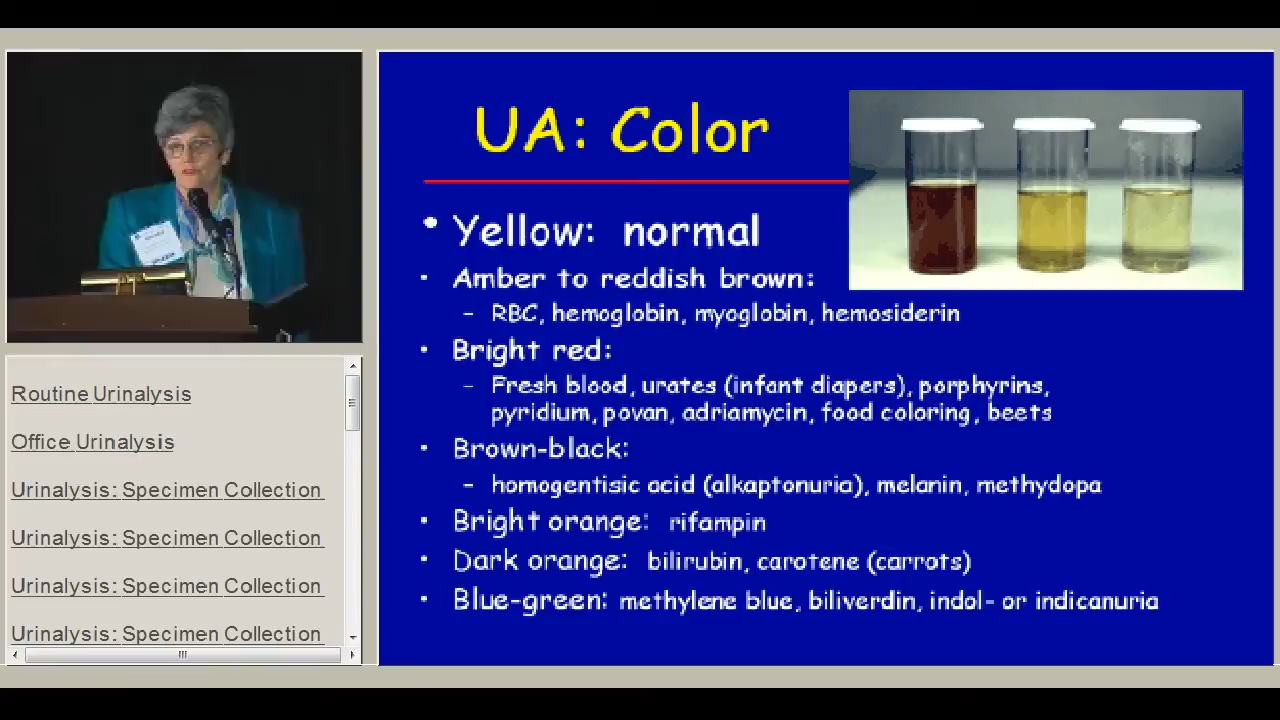 UA: Color
• Yellow: normal
• Amber to reddish brown:
– RBC, hemoglobin, myoglobin, hemosiderin
• Bright red:
– Fresh blood, urates (infant diapers), porphyrins,
pyridium, povan, adriamycin, food coloring, beets
• Brown-black:
– homogentisic acid (alkaptonuria), melanin, methydopa
• Bright orange: rifampin
• Dark orange: bilirubin, carotene (carrots)
• Blue-green: methylene blue, biliverdin, indol- or indicanuria
Routine Urinalysis
Office Urinalysis
Urinalysis: Specimen Collection
Urinalysis: Specimen Collection
Urinalysis: Specimen Collection
Urinalysis: Specimen Collection